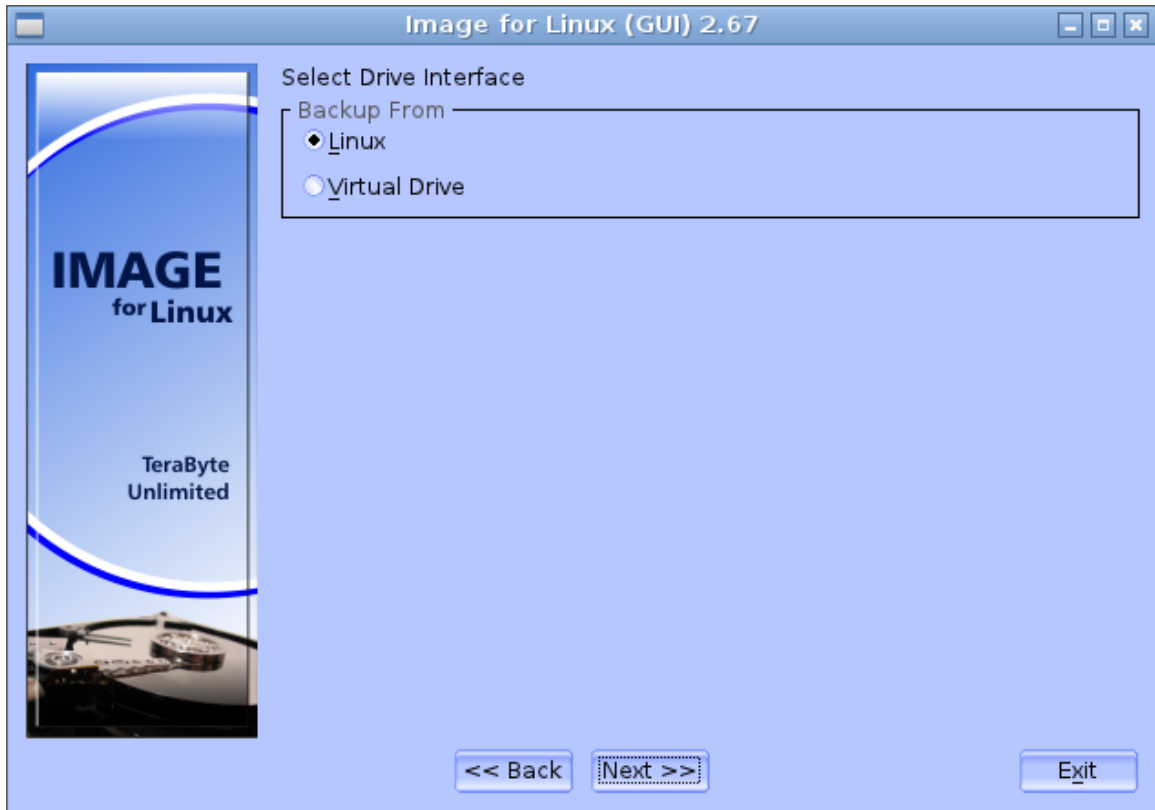 Image for Linux (GUI) 2.67
Select Drive Interface
Backup From
Linux
Virtual Drive
IMAGE
for Linux
TeraByte
Unlimited
<< Back
Next >>
Exit